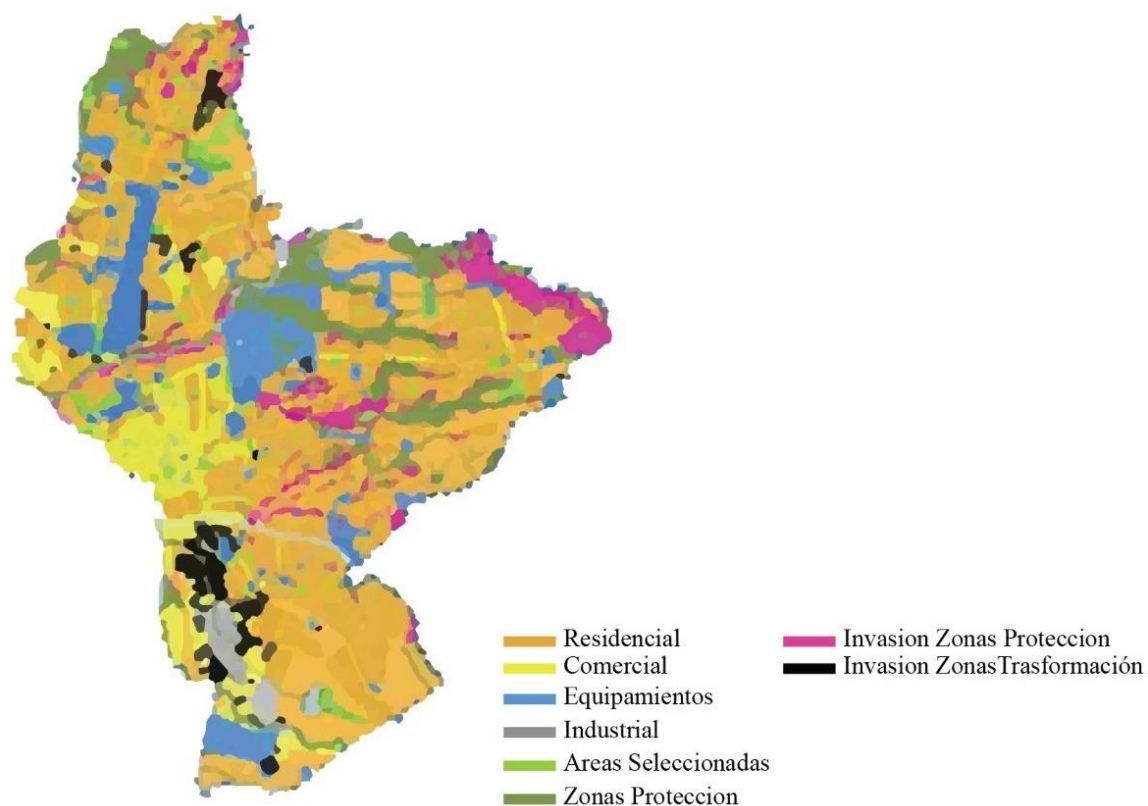 Residencial
Comercial
Equipamientos
Industrial
Areas Seleccionadas
Zonas Proteccion
Invasion Zonas Proteccion
Invasion ZonasTrasformación